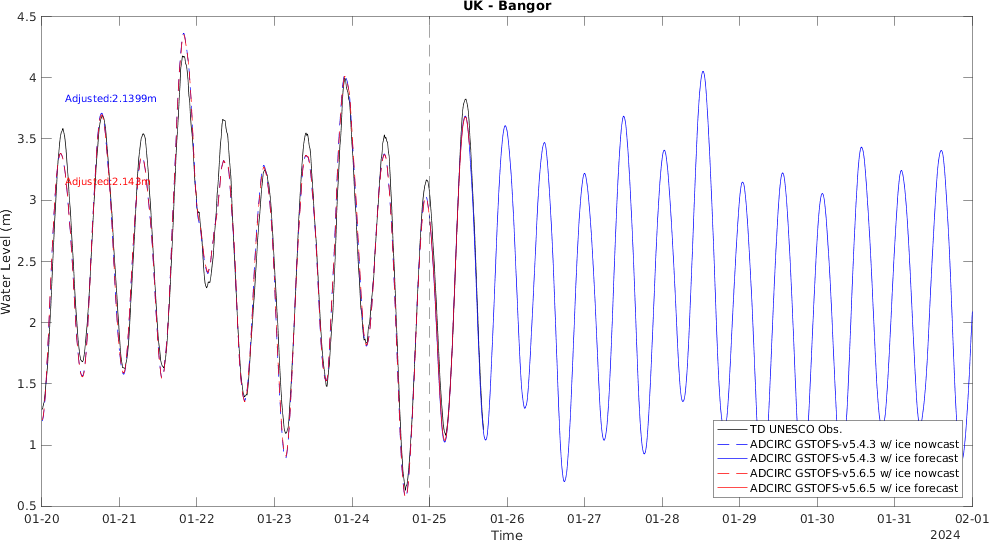 UK - Bangor
4.5
4
3.5
3
2.5
2
1.5
1
0.5
Water Level (m)
Adjusted:2.1399m
Adjusted:2.143m
TD UNESCO Obs.
ADCIRC GSTOFS-v5.4.3 w/ ice nowcast
ADCIRC GSTOFS-v5.4.3 w/ ice forecast
ADCIRC GSTOFS-v5.6.5 w/ ice nowcast
ADCIRC GSTOFS-v5.6.5 w/ ice forecast
01-20 01-21 01-22 01-23 01-24 01-25 01-26 01-27 01-28 01-29 01-30 01-31 02-01
Time
2024